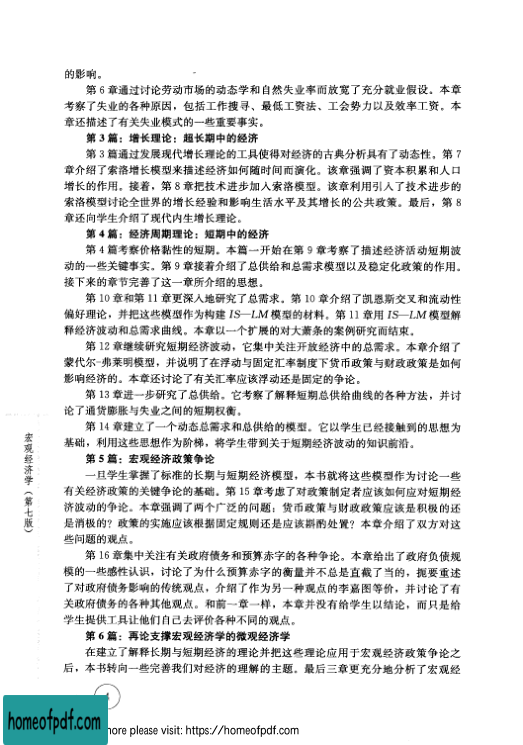 的影响。
第 6 章通过讨论劳动市场的动态学和自然失业率而放宽了充分就业假设。本章
考察了失业的各种原因，包括工作搜寻、最低工资法、工会势力以及效率工资。本
章还描述了有关失业模式的一些重要事实。
第 3 篇：增长理论：超长期中的经济
第 3 篇通过发展现代增长理论的工具使得对经济的古典分析具有了动态性。第 7
章介绍了索洛增长模型来描述经济如何随时间而演化。该章强调了资本积累和人口
增长的作用。接着，第 8 章把技术进步加入索洛模型。该章利用引入了技术进步的
索洛模型讨论全世界的增长经验和影响生活水平及其增长的公共政策。最后，第 8
章还向学生介绍了现代内生增长理论。
第 4 篇：经济周期理论：短期中的经济
第 4 篇考察价格黏性的短期。本篇一开始在第 9 章考察了描述经济活动短期波
动的一些关键事实。第 9 章接着介绍了总供给和总需求模型以及稳定化政策的作用。
接下来的章节完善了这一章所介绍的思想。
第 10 章和第 11 章更深入地研究了总需求。第 10 章介绍了凯恩斯交叉和流动性
偏好理论，并把这些模型作为构建 IS—LM 模型的材料。第 11 章用 IS—LM 模型解
释经济波动和总需求曲线。本章以一个扩展的对大萧条的案例研究而结束。
第 12 章继续研究短期经济波动，它集中关注开放经济中的总需求。本章介绍了
蒙代尔-弗莱明模型，并说明了在浮动与固定汇率制度下货币政策与财政政策是如何
影响经济的。本章还讨论了有关汇率应该浮动还是固定的争论。
第 13 章进一步研究了总供给。它考察了解释短期总供给曲线的各种方法，并讨
论了通货膨胀与失业之间的短期权衡。
第 14 章建立了一个动态总需求和总供给的模型。它以学生已经接触到的思想为
基础，利用这些思想作为阶梯，将学生带到关于短期经济波动的知识前沿。
第 5 篇：宏观经济政策争论
一旦学生掌握了标准的长期与短期经济模型，本书就将这些模型作为讨论一些
有关经济政策的关键争论的基础。第 15 章考虑了对政策制定者应该如何应对短期经
济波动的争论。本章强调了两个广泛的问题：货币政策与财政政策应该是积极的还
是消极的？政策的实施应该根据固定规则还是应该斟酌处置？本章介绍了双方对这
些问题的观点。
第 16 章集中关注有关政府债务和预算赤字的各种争论。本章给出了政府负债规
模的一些感性认识，讨论了为什么预算赤字的衡量并不总是直截了当的，扼要重述
了对政府债务影响的传统观点，介绍了作为另一种观点的李嘉图等价，并讨论了有
关政府债务的各种其他观点。和前一章一样，本章并没有给学生以结论，而只是给
学生提供工具让他们自己去评价各种不同的观点。
第 6 篇：再论支撑宏观经济学的微观经济学
在建立了解释长期与短期经济的理论并把这些理论应用于宏观经济政策争论之
后，本书转向一些完善我们对经济的理解的主题。最后三章更充分地分析了宏观经
宏观经济学（第七版）
homeofpdf.com
more please visit: https://homeofpdf.com